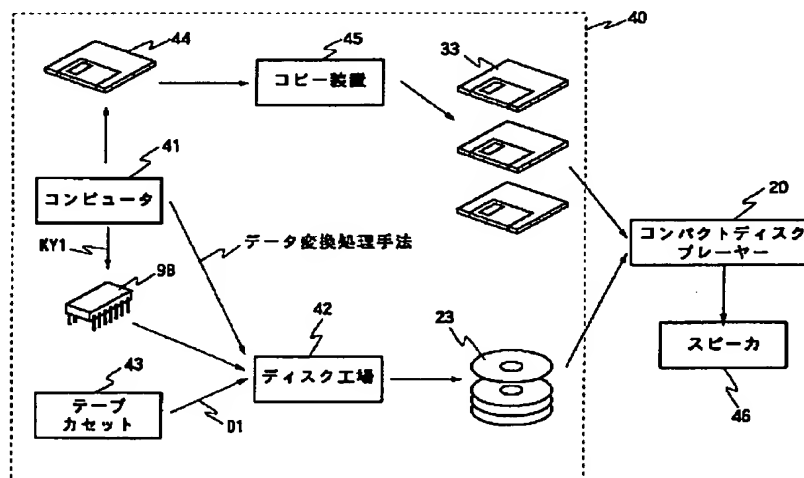 44
45
コピー装置
33
40
41
コンピュータ
KY1
データ変換処理手法
9B
20
コンパクトディスク
プレーヤー
42
ディスク工場
23
スピーカ
46
43
テープ
カセット
D1